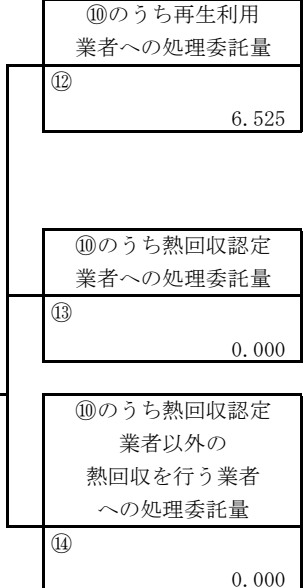 ⑩のうち再生利用
業者への処理委託量
⑫
6.525
⑩のうち熱回収認定
業者への処理委託量
⑬
0.000
⑩のうち熱回収認定
業者以外の
熱回収を行う業者
への処理委託量
⑭
0.000